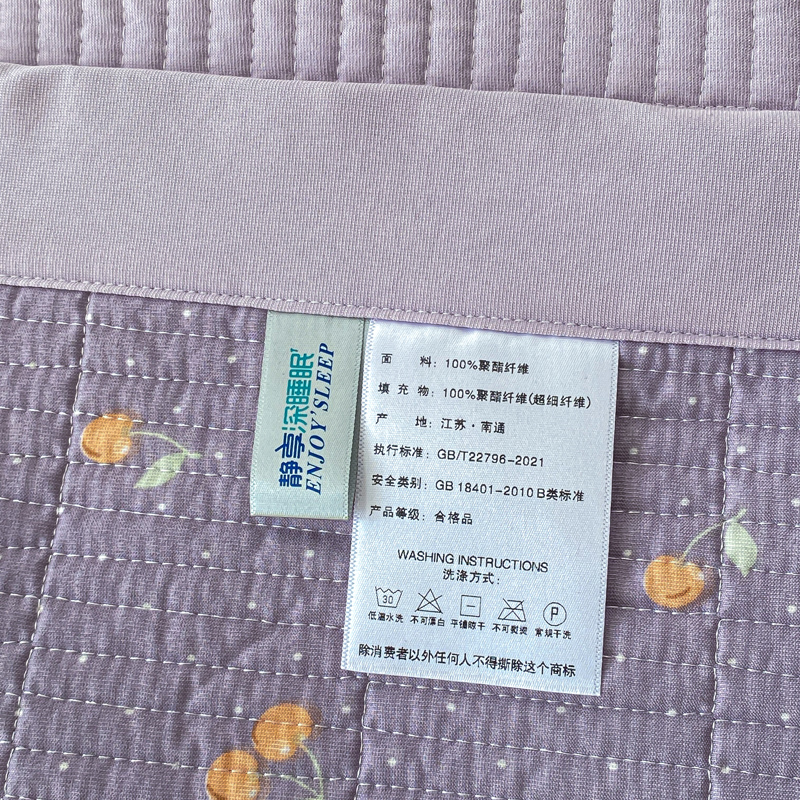 静享深睡眠
ENJOY'SLEEP
面 料: 100%聚酯纤维
填 充 物: 100%聚酯纤维(超细纤维)
产 地: 江苏·南通
执行标准: GB/T22796-2021
安全类别: GB 18401-2010 B类标准
产品等级: 合格品
WASHING INSTRUCTIONS
洗涤方式:
30 P
低温水洗 不可漂白 平铺晾干 不可熨烫 常规干洗
除消费者以外任何人不得撕除这个商标